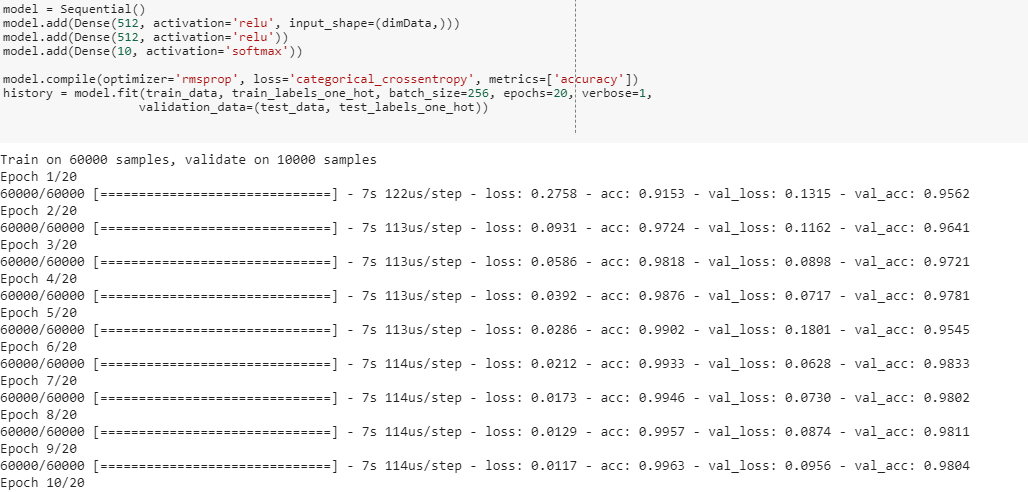 model = Sequential()
model.add(Dense(512, activation='relu', input_shape=(dimData,)))
model.add(Dense(512, activation='relu'))
model.add(Dense(10, activation='softmax'))
model.compile(optimizer='rmsprop', loss='categorical_crossentropy', metrics=['accuracy'])
history = model.fit(train_data, train_labels_one_hot, batch_size=256, epochs=20, verbose=1,
validation_data=(test_data, test_labels_one_hot))
Train on 60000 samples, validate on 10000 samples
Epoch 1/20
60000/60000 [==============================] - 7s 122us/step - loss: 0.2758 - acc: 0.9153 - val_loss: 0.1315 - val_acc: 0.9562
Epoch 2/20
60000/60000 [==============================] - 7s 113us/step - loss: 0.0931 - acc: 0.9724 - val_loss: 0.1162 - val_acc: 0.9641
Epoch 3/20
60000/60000 [==============================] - 7s 113us/step - loss: 0.0586 - acc: 0.9818 - val_loss: 0.0898 - val_acc: 0.9721
Epoch 4/20
60000/60000 [==============================] - 7s 113us/step - loss: 0.0392 - acc: 0.9876 - val_loss: 0.0717 - val_acc: 0.9781
Epoch 5/20
60000/60000 [==============================] - 7s 113us/step - loss: 0.0286 - acc: 0.9902 - val_loss: 0.1801 - val_acc: 0.9545
Epoch 6/20
60000/60000 [==============================] - 7s 114us/step - loss: 0.0212 - acc: 0.9933 - val_loss: 0.0628 - val_acc: 0.9833
Epoch 7/20
60000/60000 [==============================] - 7s 114us/step - loss: 0.0173 - acc: 0.9946 - val_loss: 0.0730 - val_acc: 0.9802
Epoch 8/20
60000/60000 [==============================] - 7s 114us/step - loss: 0.0129 - acc: 0.9957 - val_loss: 0.0874 - val_acc: 0.9811
Epoch 9/20
60000/60000 [==============================] - 7s 114us/step - loss: 0.0117 - acc: 0.9963 - val_loss: 0.0956 - val_acc: 0.9804
Epoch 10/20